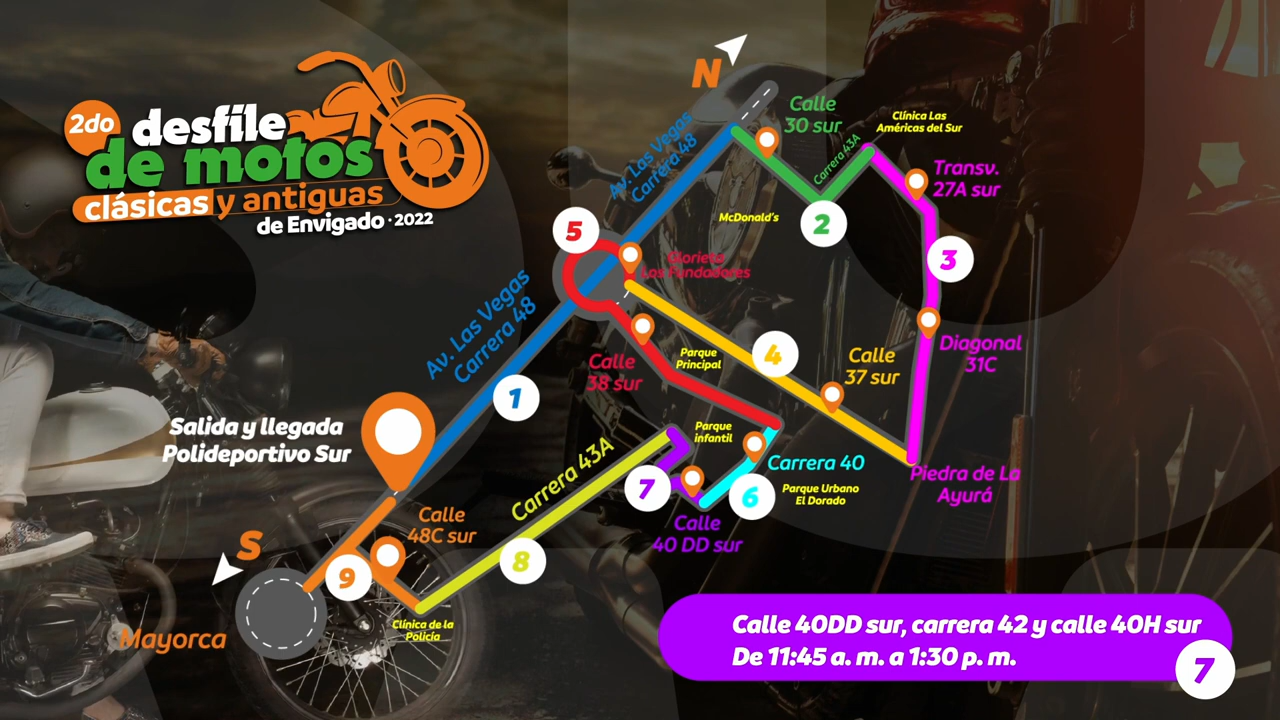 2do
desfile
de motos
clásicas y antiguas
de Envigado · 2022
N
Calle
30 sur
Clínica Las
Américas del Sur
Av. Las Vegas
Carrera 48
Carrera 43A
Transv.
27A sur
McDonald's
2
5
3
Glorieta
Los Fundadores
Av. Las Vegas
Carrera 48
Diagonal
31C
Parque
Principal
4
Calle
37 sur
Calle
38 sur
1
Salida y llegada
Polideportivo Sur
Parque
infantil
Carrera 43A
Carrera 40
Piedra de La
Ayurá
7
6
Parque Urbano
El Dorado
Calle
48C sur
Calle
40 DD sur
S
8
9
Clínica de la
Policía
Mayorca
Calle 40DD sur, carrera 42 y calle 40H sur
De 11:45 a. m. a 1:30 p. m.
7